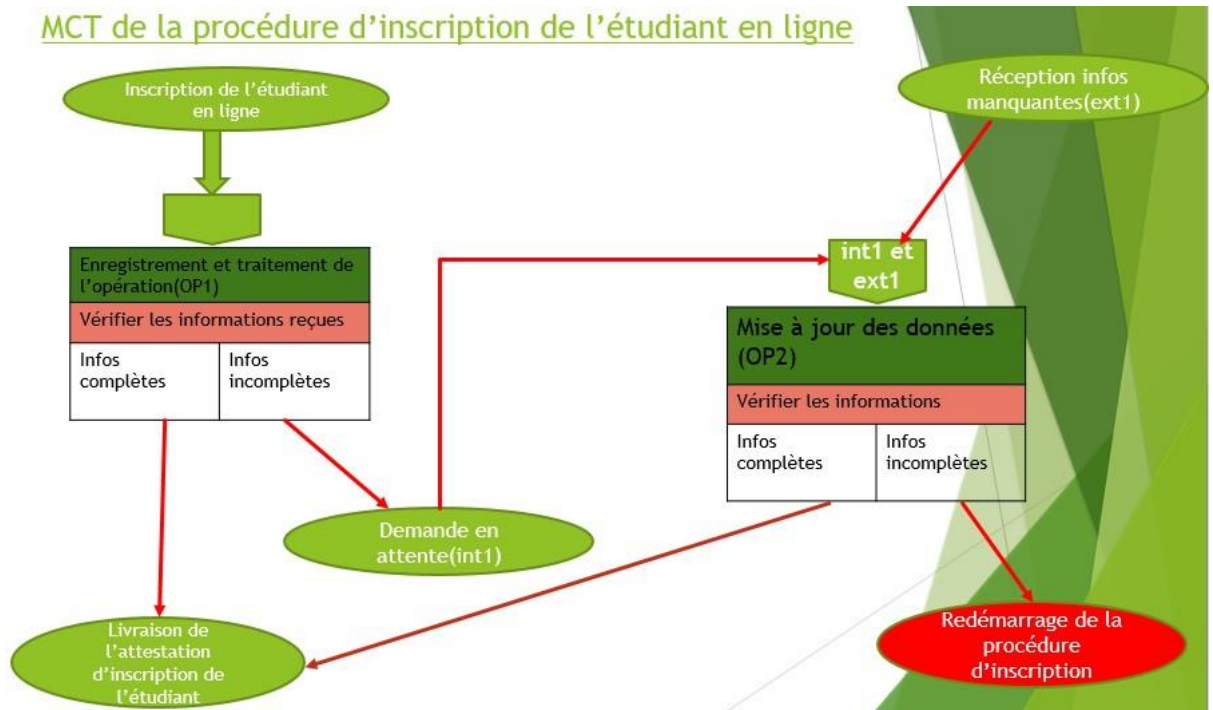 MCT de la procédure d’inscription de l’étudiant en ligne
Inscription de l’étudiant
en ligne
Réception infos
manquantes(ext1)
int1 et
ext1
Enregistrement et traitement de
l’opération(OP1)
Vérifier les informations reçues
Infos
complètes
Infos
incomplètes
Mise à jour des données
(OP2)
Vérifier les informations
Infos
complètes
Infos
incomplètes
Demande en
attente(int1)
Livraison de
l’attestation
d’inscription de
l’étudiant
Redémarrage de la
procédure
d’inscription